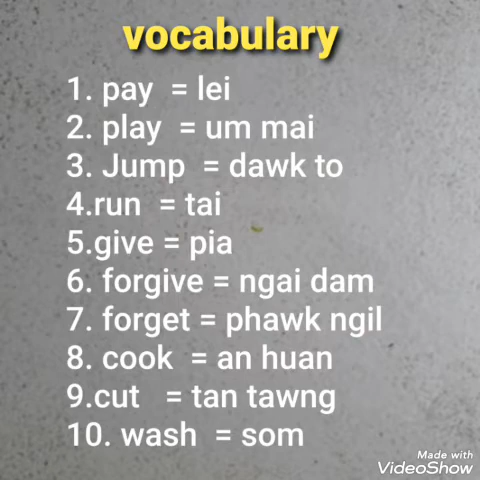 vocabulary
1. pay = lei
2. play = um mai
3. Jump = dawk to
4.run = tai
5.give = pia
6. forgive = ngai dam
7. forget = phawk ngil
8. cook = an huan
9.cut = tan tawng
10. wash = som
Made with
VideoShow